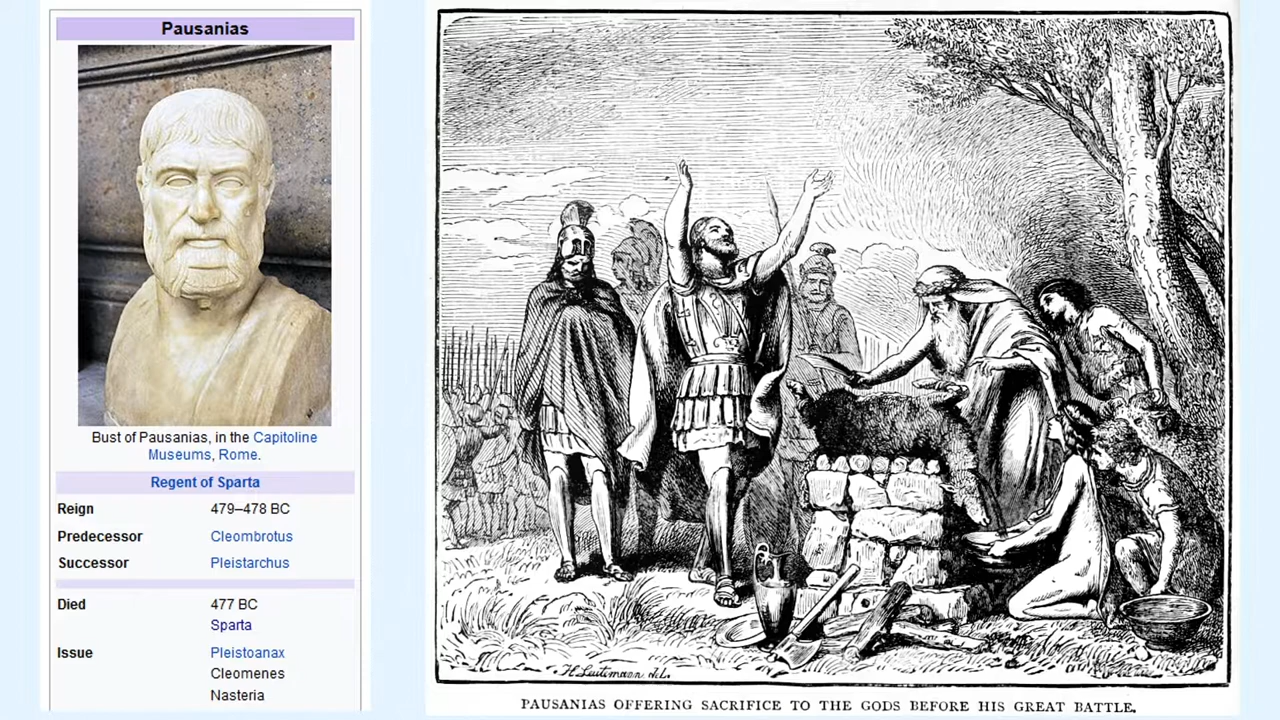 Pausanias
Bust of Pausanias, in the Capitoline
Museums, Rome.
Regent of Sparta
Reign 479–478 BC
Predecessor Cleombrotus
Successor Pleistarchus
Died 477 BC
Sparta
Issue Pleistoanax
Cleomenes
Nasteria
H. Leutemann del.
PAUSANIAS OFFERING SACRIFICE TO THE GODS BEFORE HIS GREAT BATTLE.